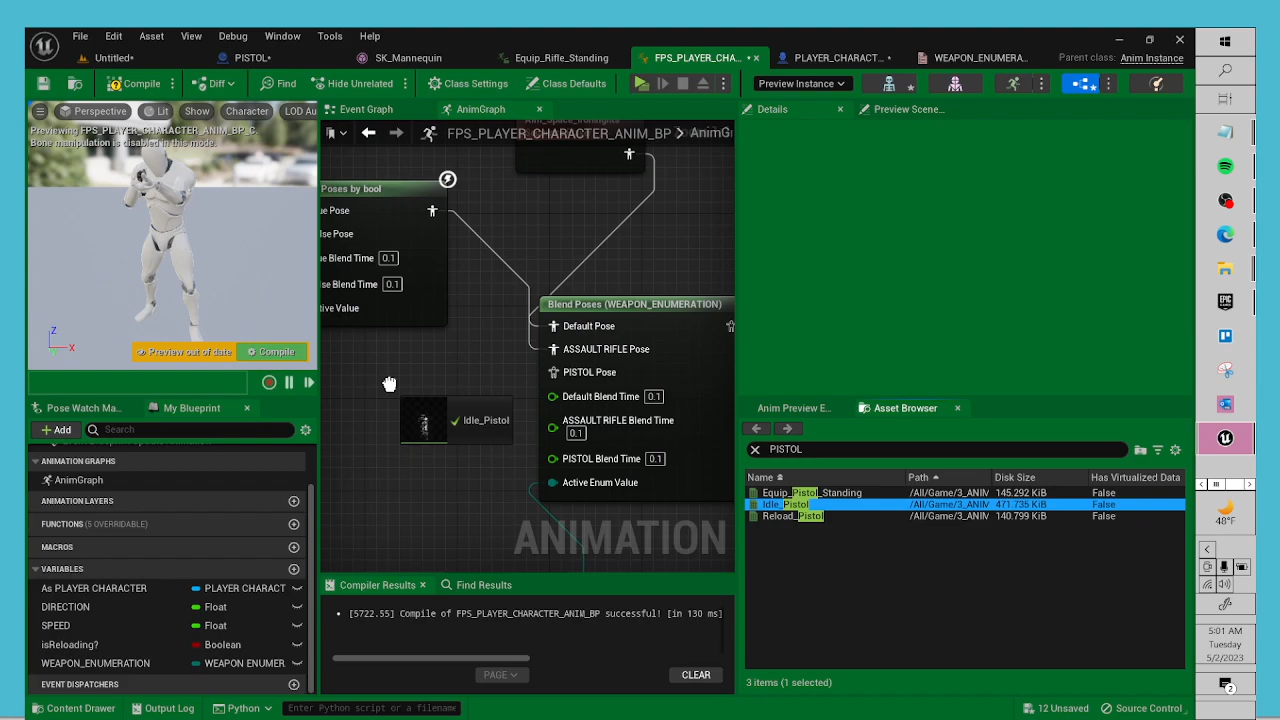 File
Edit
Asset
View
Debug
Window
Tools
Help
Untitled*
PISTOL*
SK_Mannequin
Equip_Rifle_Standing
FPS_PLAYER_CHA...
PLAYER_CHARACT...
WEAPON_ENUMERA...
Parent class:
Anim Instance
Compile
Diff
Find
Hide Unrelated
Class Settings
Class Defaults
Preview Instance
Perspective
Lit
Show
Character
LOD Au
Event Graph
AnimGraph
Details
Preview Scene...
Previewing FPS_PLAYER_CHARACTER_ANIM_BP_C.
Bone manipulation is disabled in this mode.
FPS_PLAYER_CHARACTER_ANIM_BP
AnimGr
Poses by bool
ue Pose
lse Pose
ue Blend Time
0.1
lse Blend Time
0.1
tive Value
Blend Poses (WEAPON_ENUMERATION)
Default Pose
ASSAULT RIFLE Pose
PISTOL Pose
Default Blend Time
0.1
ASSAULT RIFLE Blend Time
0.1
PISTOL Blend Time
0.1
Active Enum Value
Idle_Pistol
ANIMATION
Z
X
Preview out of date
Compile
Pose Watch Ma...
My Blueprint
Add
Search
ANIMATION GRAPHS
AnimGraph
ANIMATION LAYERS
FUNCTIONS (5 OVERRIDABLE)
MACROS
VARIABLES
As PLAYER CHARACTER
PLAYER CHARACT
DIRECTION
Float
SPEED
Float
isReloading?
Boolean
WEAPON_ENUMERATION
WEAPON ENUMER
EVENT DISPATCHERS
Compiler Results
Find Results
[5722.55] Compile of FPS_PLAYER_CHARACTER_ANIM_BP successful! [in 130 ms]
PAGE
CLEAR
Anim Preview E...
Asset Browser
PISTOL
Name
Path
Disk Size
Has Virtualized Data
Equip_Pistol_Standing
/All/Game/3_ANIM
145.292 KiB
False
Idle_Pistol
/All/Game/3_ANIM
471.735 KiB
False
Reload_Pistol
/All/Game/3_ANIM
140.799 KiB
False
3 items (1 selected)
Content Drawer
Output Log
Python
Enter Python script or a filename
12 Unsaved
Source Control
EPIC
GAMES
48°F
5:01 AM
Tuesday
5/2/2023
2